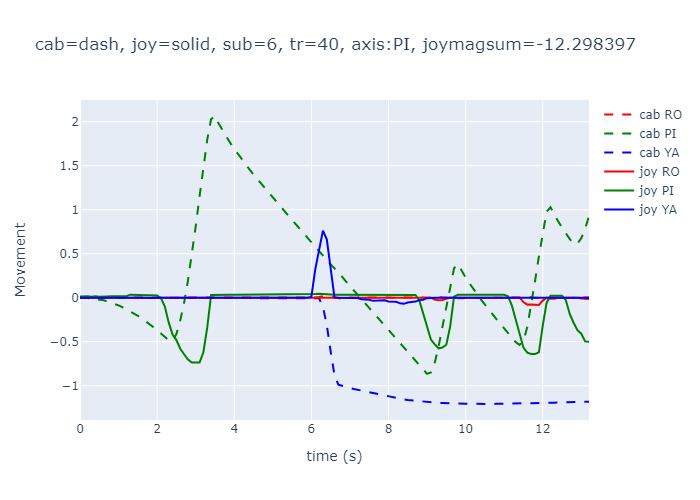 cab=dash, joy=solid, sub=6, tr=40, axis:PI, joymagsum=-12.298397
cab RO
cab PI
cab YA
joy RO
joy PI
joy YA
Movement
2
1.5
1
0.5
0
−0.5
−1
0 2 4 6 8 10 12
time (s)